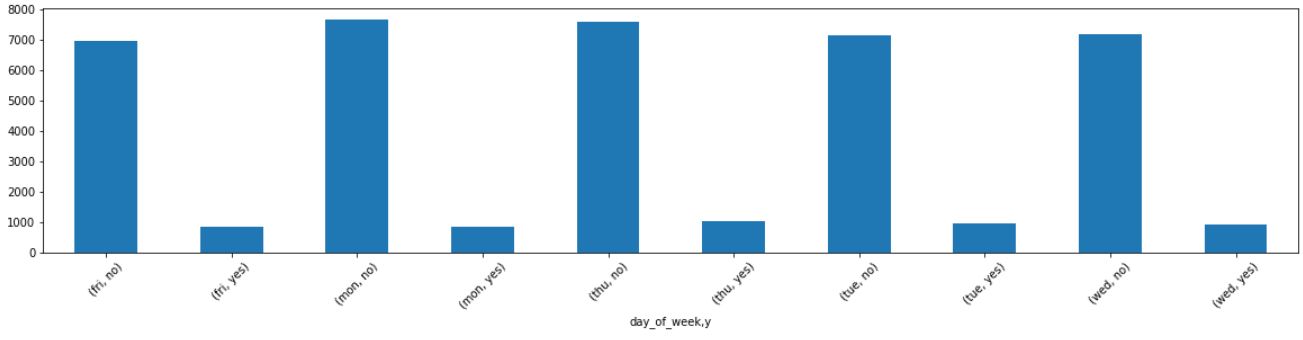 8000
7000
6000
5000
4000
3000
2000
1000
0
(fri, no)
(fri, yes)
(mon, no)
(mon, yes)
(thu, no)
(thu, yes)
(tue, no)
(tue, yes)
(wed, no)
(wed, yes)
day_of_week,y